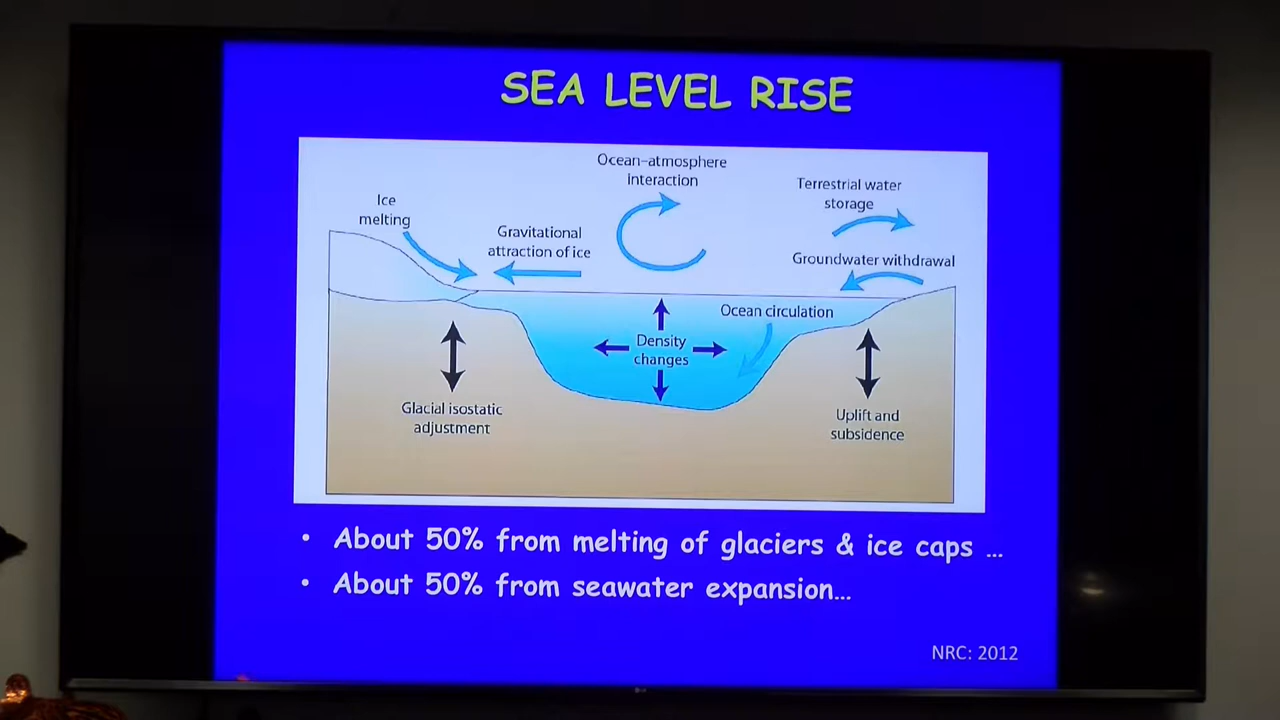 SEA LEVEL RISE
Ocean–atmosphere
interaction
Terrestrial water
storage
Ice
melting
Gravitational
attraction of ice
Groundwater withdrawal
Ocean circulation
Density
changes
Glacial isostatic
adjustment
Uplift and
subsidence
• About 50% from melting of glaciers & ice caps ...
• About 50% from seawater expansion...
NRC: 2012